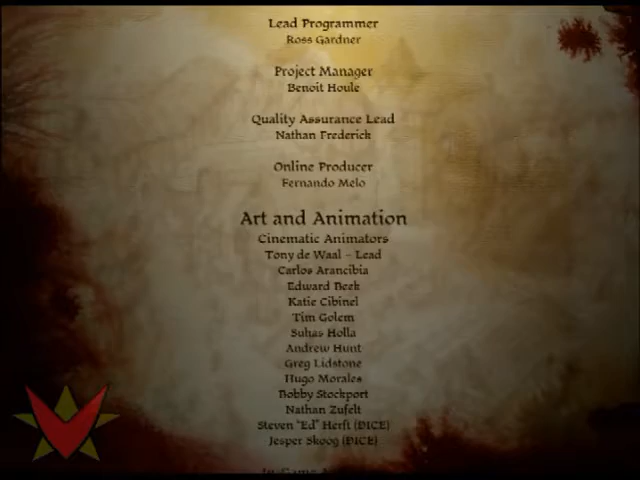 Lead Programmer
Ross Gardner
Project Manager
Benoit Houle
Quality Assurance Lead
Nathan Frederick
Online Producer
Fernando Melo
Art and Animation
Cinematic Animators
Tony de Waal - Lead
Carlos Arancibia
Edward Beek
Katie Cibinel
Tim Golem
Suhas Holla
Andrew Hunt
Greg Lidstone
Hugo Morales
Bobby Stockport
Nathan Zufelt
Steven "Ed" Herft (DICE)
Jesper Skoog (DICE)